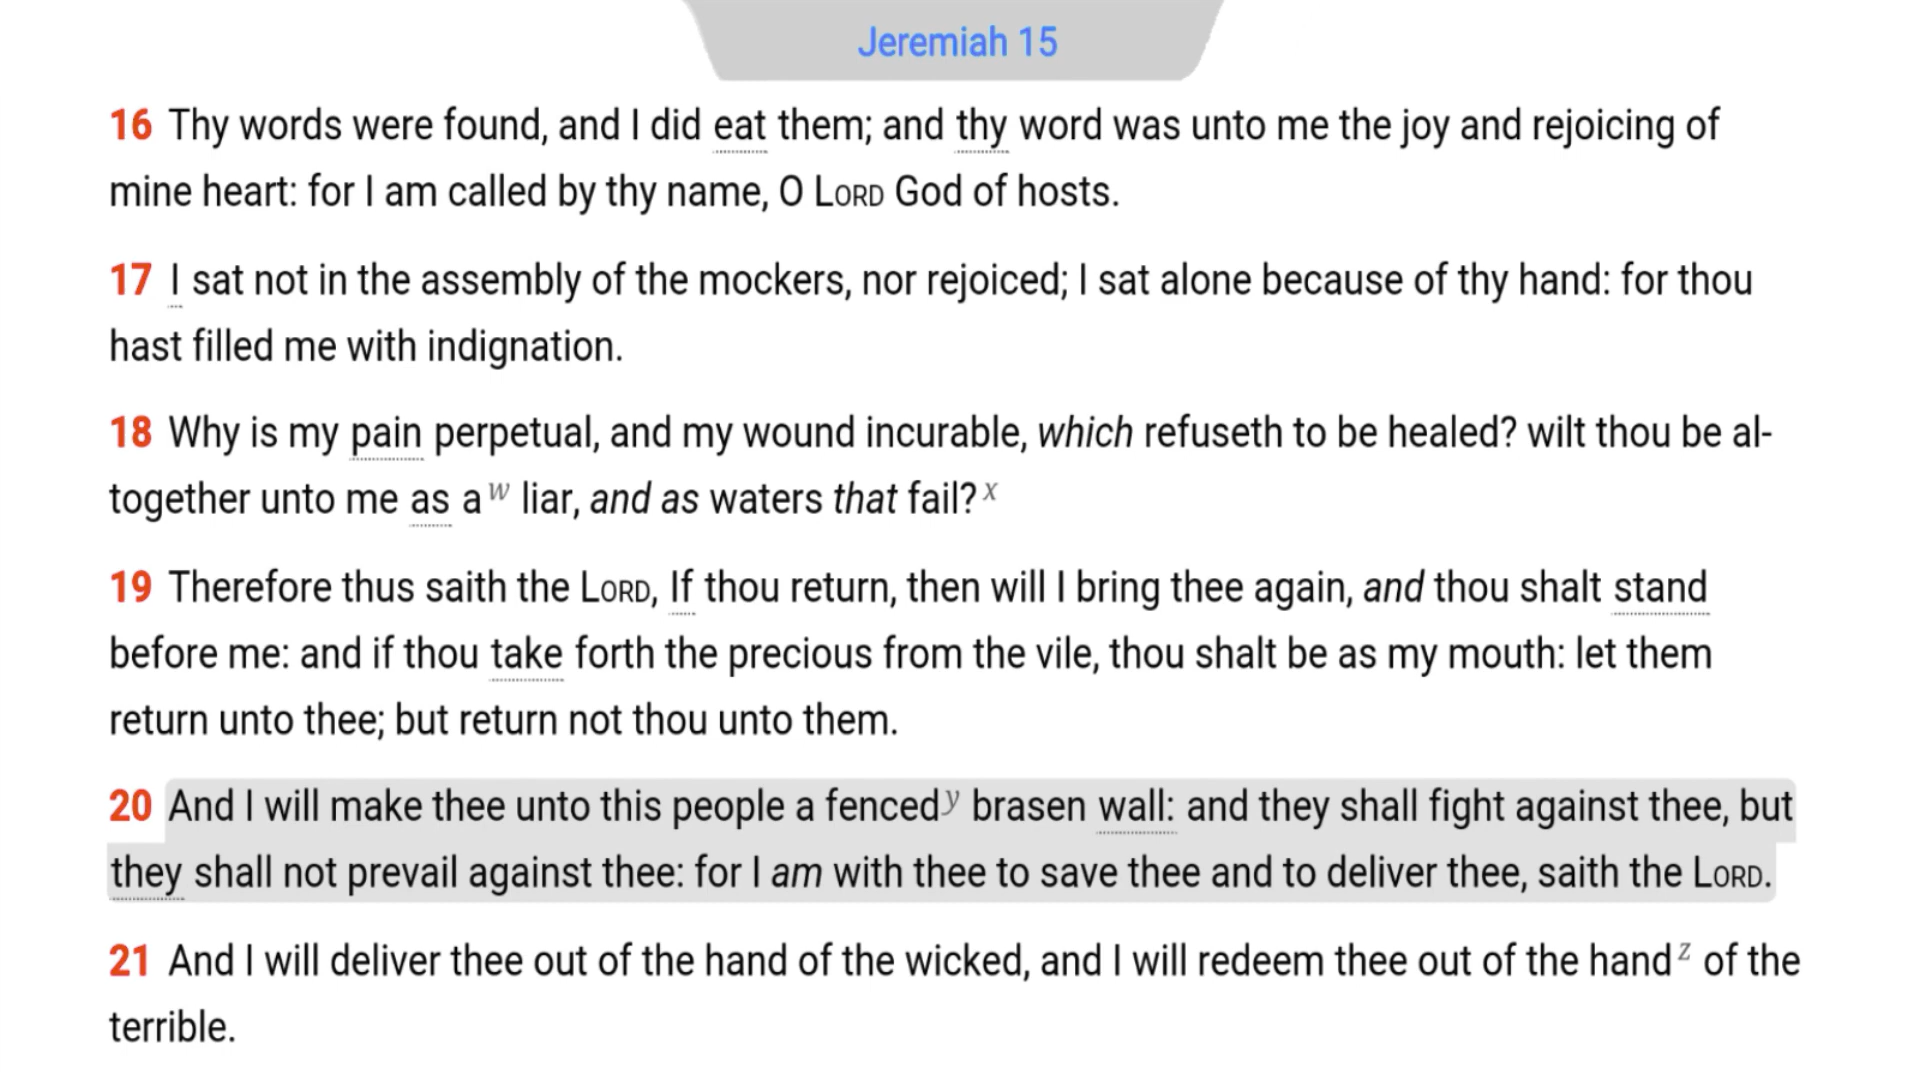 Jeremiah 15
16 Thy words were found, and I did eat them; and thy word was unto me the joy and rejoicing of
mine heart: for I am called by thy name, O LORD God of hosts.
17 I sat not in the assembly of the mockers, nor rejoiced; I sat alone because of thy hand: for thou
hast filled me with indignation.
18 Why is my pain perpetual, and my wound incurable, which refuseth to be healed? wilt thou be al-
together unto me as a w liar, and as waters that fail? x
19 Therefore thus saith the LORD, If thou return, then will I bring thee again, and thou shalt stand
before me: and if thou take forth the precious from the vile, thou shalt be as my mouth: let them
return unto thee; but return not thou unto them.
20 And I will make thee unto this people a fenced y brasen wall: and they shall fight against thee, but
they shall not prevail against thee: for I am with thee to save thee and to deliver thee, saith the LORD.
21 And I will deliver thee out of the hand of the wicked, and I will redeem thee out of the hand z of the
terrible.